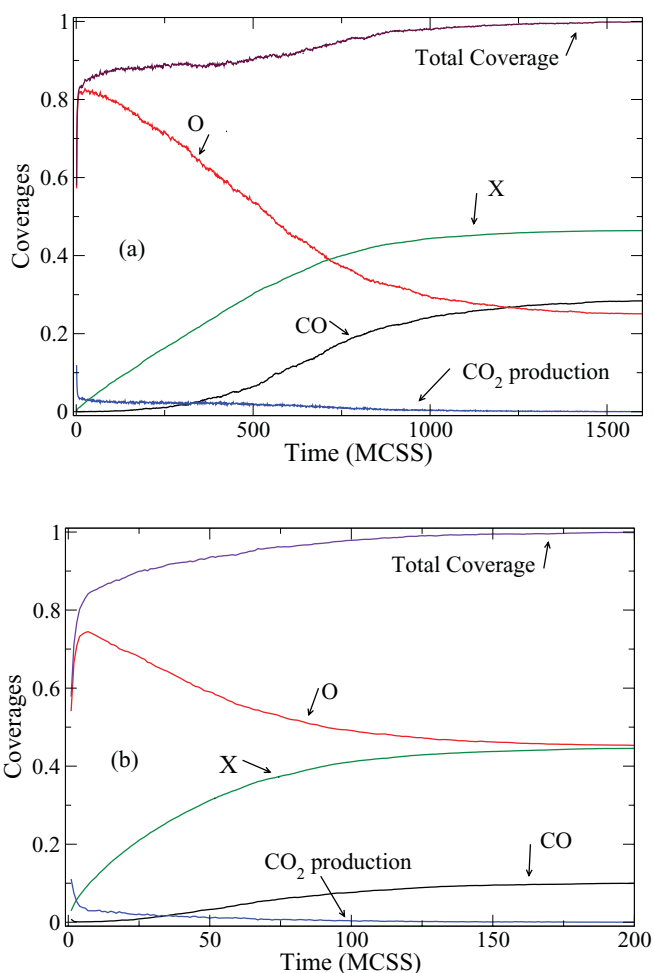 1
Total Coverage
0.8
O
0.6
X
Coverages
(a)
0.4
CO
0.2
CO₂ production
0
0 500 1000 1500
Time (MCSS)
1
Total Coverage
0.8
O
0.6
Coverages
X
(b)
0.4
CO
0.2
CO₂ production
0
0 50 100 150 200
Time (MCSS)